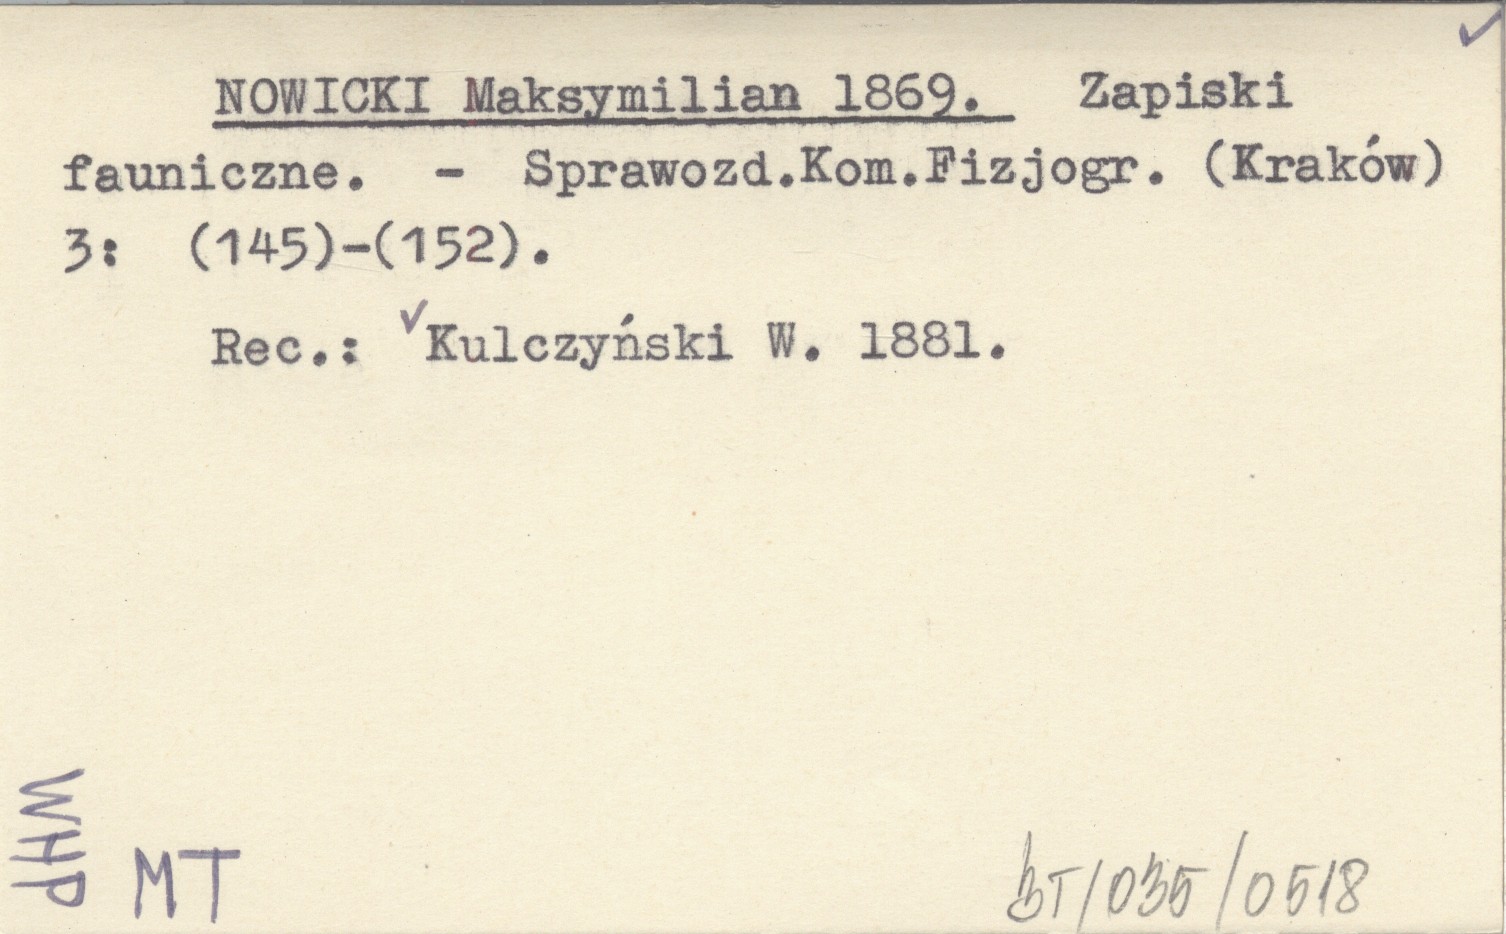 NOWICKI Maksymilian 1869. Zapiski
fauniczne. - Sprawozd.Kom.Fizjogr. (Kraków)
3: (145)-(152).
Rec.: ✓Kulczyński W. 1881.
WHP
MT
BT/035/0518